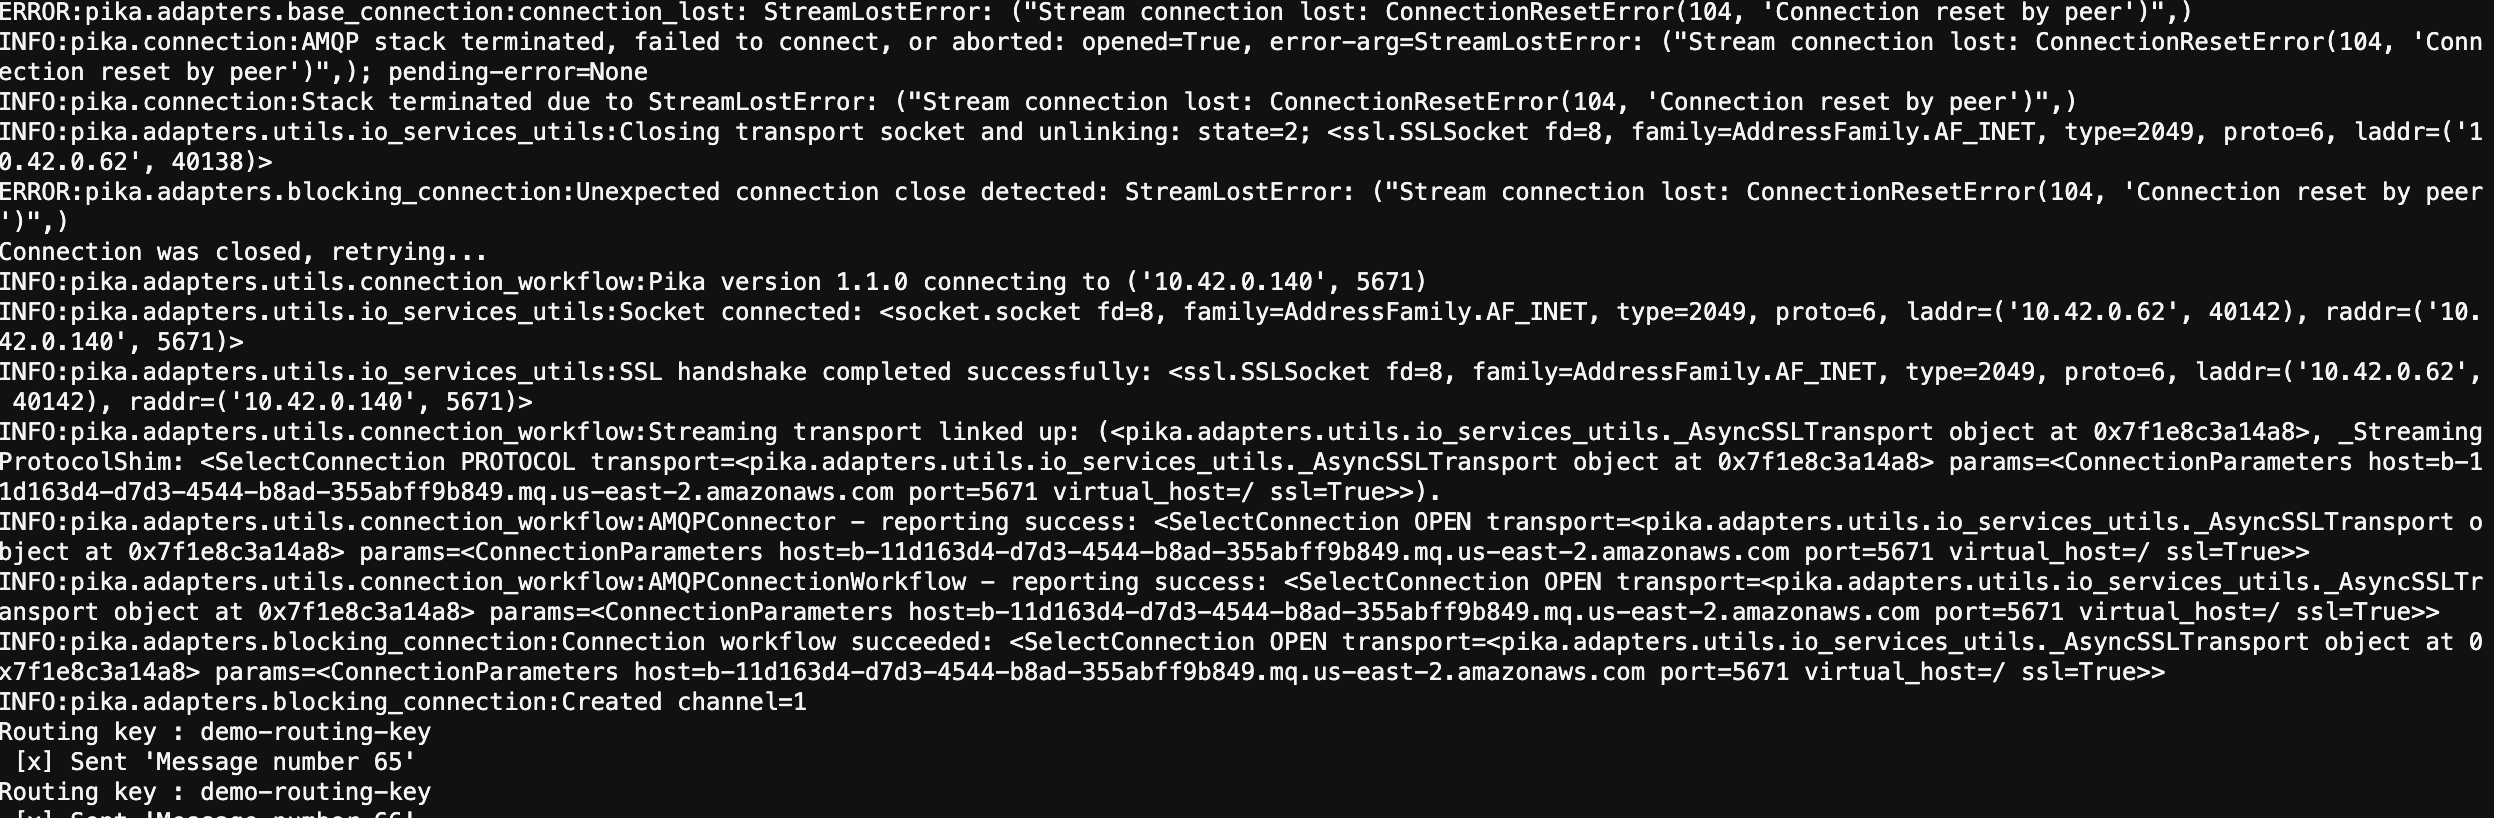 ERROR:pika.adapters.base_connection:connection_lost: StreamLostError: ("Stream connection lost: ConnectionResetError(104, 'Connection reset by peer')",)
INFO:pika.connection:AMQP stack terminated, failed to connect, or aborted: opened=True, error-arg=StreamLostError: ("Stream connection lost: ConnectionResetError(104, 'Conn
ection reset by peer')",); pending-error=None
INFO:pika.connection:Stack terminated due to StreamLostError: ("Stream connection lost: ConnectionResetError(104, 'Connection reset by peer')",)
INFO:pika.adapters.utils.io_services_utils:Closing transport socket and unlinking: state=2; <ssl.SSLSocket fd=8, family=AddressFamily.AF_INET, type=2049, proto=6, laddr=('1
0.42.0.62', 40138)>
ERROR:pika.adapters.blocking_connection:Unexpected connection close detected: StreamLostError: ("Stream connection lost: ConnectionResetError(104, 'Connection reset by peer
')",)
Connection was closed, retrying...
INFO:pika.adapters.utils.connection_workflow:Pika version 1.1.0 connecting to ('10.42.0.140', 5671)
INFO:pika.adapters.utils.io_services_utils:Socket connected: <socket.socket fd=8, family=AddressFamily.AF_INET, type=2049, proto=6, laddr=('10.42.0.62', 40142), raddr=('10.
42.0.140', 5671)>
INFO:pika.adapters.utils.io_services_utils:SSL handshake completed successfully: <ssl.SSLSocket fd=8, family=AddressFamily.AF_INET, type=2049, proto=6, laddr=('10.42.0.62',
 40142), raddr=('10.42.0.140', 5671)>
INFO:pika.adapters.utils.connection_workflow:Streaming transport linked up: (<pika.adapters.utils.io_services_utils._AsyncSSLTransport object at 0x7f1e8c3a14a8>, _Streaming
ProtocolShim: <SelectConnection PROTOCOL transport=<pika.adapters.utils.io_services_utils._AsyncSSLTransport object at 0x7f1e8c3a14a8> params=<ConnectionParameters host=b-1
1d163d4-d7d3-4544-b8ad-355abff9b849.mq.us-east-2.amazonaws.com port=5671 virtual_host=/ ssl=True>>).
INFO:pika.adapters.utils.connection_workflow:AMQPConnector - reporting success: <SelectConnection OPEN transport=<pika.adapters.utils.io_services_utils._AsyncSSLTransport o
bject at 0x7f1e8c3a14a8> params=<ConnectionParameters host=b-11d163d4-d7d3-4544-b8ad-355abff9b849.mq.us-east-2.amazonaws.com port=5671 virtual_host=/ ssl=True>>
INFO:pika.adapters.utils.connection_workflow:AMQPConnectionWorkflow - reporting success: <SelectConnection OPEN transport=<pika.adapters.utils.io_services_utils._AsyncSSLTr
ansport object at 0x7f1e8c3a14a8> params=<ConnectionParameters host=b-11d163d4-d7d3-4544-b8ad-355abff9b849.mq.us-east-2.amazonaws.com port=5671 virtual_host=/ ssl=True>>
INFO:pika.adapters.blocking_connection:Connection workflow succeeded: <SelectConnection OPEN transport=<pika.adapters.utils.io_services_utils._AsyncSSLTransport object at 0
x7f1e8c3a14a8> params=<ConnectionParameters host=b-11d163d4-d7d3-4544-b8ad-355abff9b849.mq.us-east-2.amazonaws.com port=5671 virtual_host=/ ssl=True>>
INFO:pika.adapters.blocking_connection:Created channel=1
Routing key : demo-routing-key
 [x] Sent 'Message number 65'
Routing key : demo-routing-key
 [x] Sent 'Message number 66'